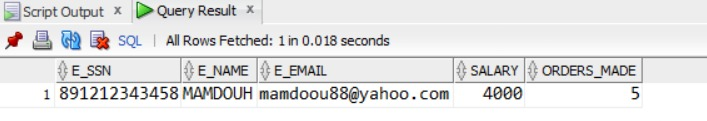 Script Output x Query Result x
SQL | All Rows Fetched: 1 in 0.018 seconds
E_SSN E_NAME E_EMAIL SALARY ORDERS_MADE
1 891212343458 MAMDOUH mamdoou88@yahoo.com 4000 5